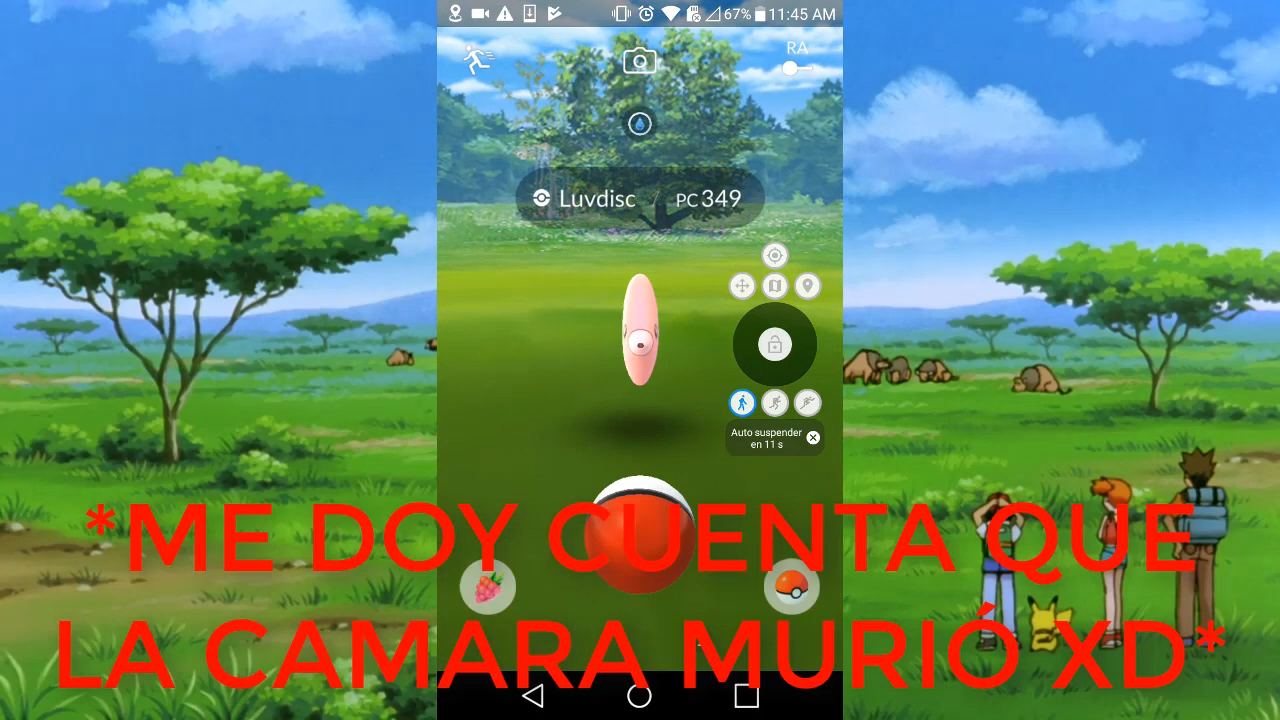 67% 11:45 AM
RA
Luvdisc / PC 349
Auto suspender
en 11 s
*ME DOY CUENTA QUE
LA CAMARA MURIÓ XD*